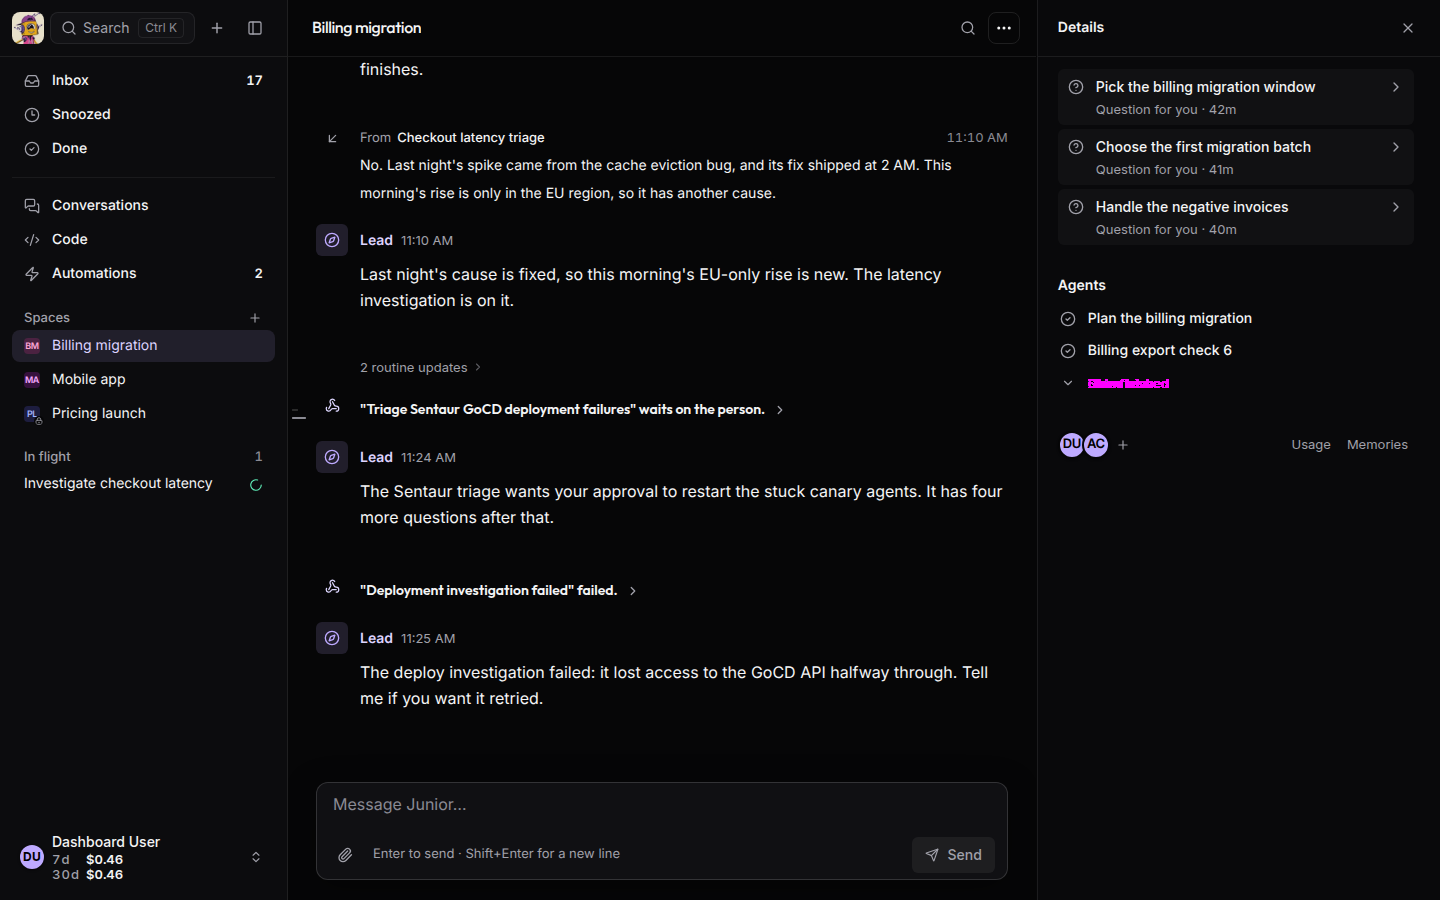 Search Ctrl K
Inbox 17
Snoozed
Done
Conversations
Code
Automations 2
Spaces
BM Billing migration
MA Mobile app
PL Pricing launch
In flight 1
Investigate checkout latency
DU Dashboard User
7d $0.46
30d $0.46
Billing migration
finishes.
From Checkout latency triage 11:10 AM
No. Last night's spike came from the cache eviction bug, and its fix shipped at 2 AM. This
morning's rise is only in the EU region, so it has another cause.
Lead 11:10 AM
Last night's cause is fixed, so this morning's EU-only rise is new. The latency
investigation is on it.
2 routine updates
"Triage Sentaur GoCD deployment failures" waits on the person.
Lead 11:24 AM
The Sentaur triage wants your approval to restart the stuck canary agents. It has four
more questions after that.
"Deployment investigation failed" failed.
Lead 11:25 AM
The deploy investigation failed: it lost access to the GoCD API halfway through. Tell
me if you want it retried.
Message Junior...
Enter to send · Shift+Enter for a new line
Send
Details
Pick the billing migration window
Question for you · 42m
Choose the first migration batch
Question for you · 41m
Handle the negative invoices
Question for you · 40m
Agents
Plan the billing migration
Billing export check 6
DU AC
Usage Memories